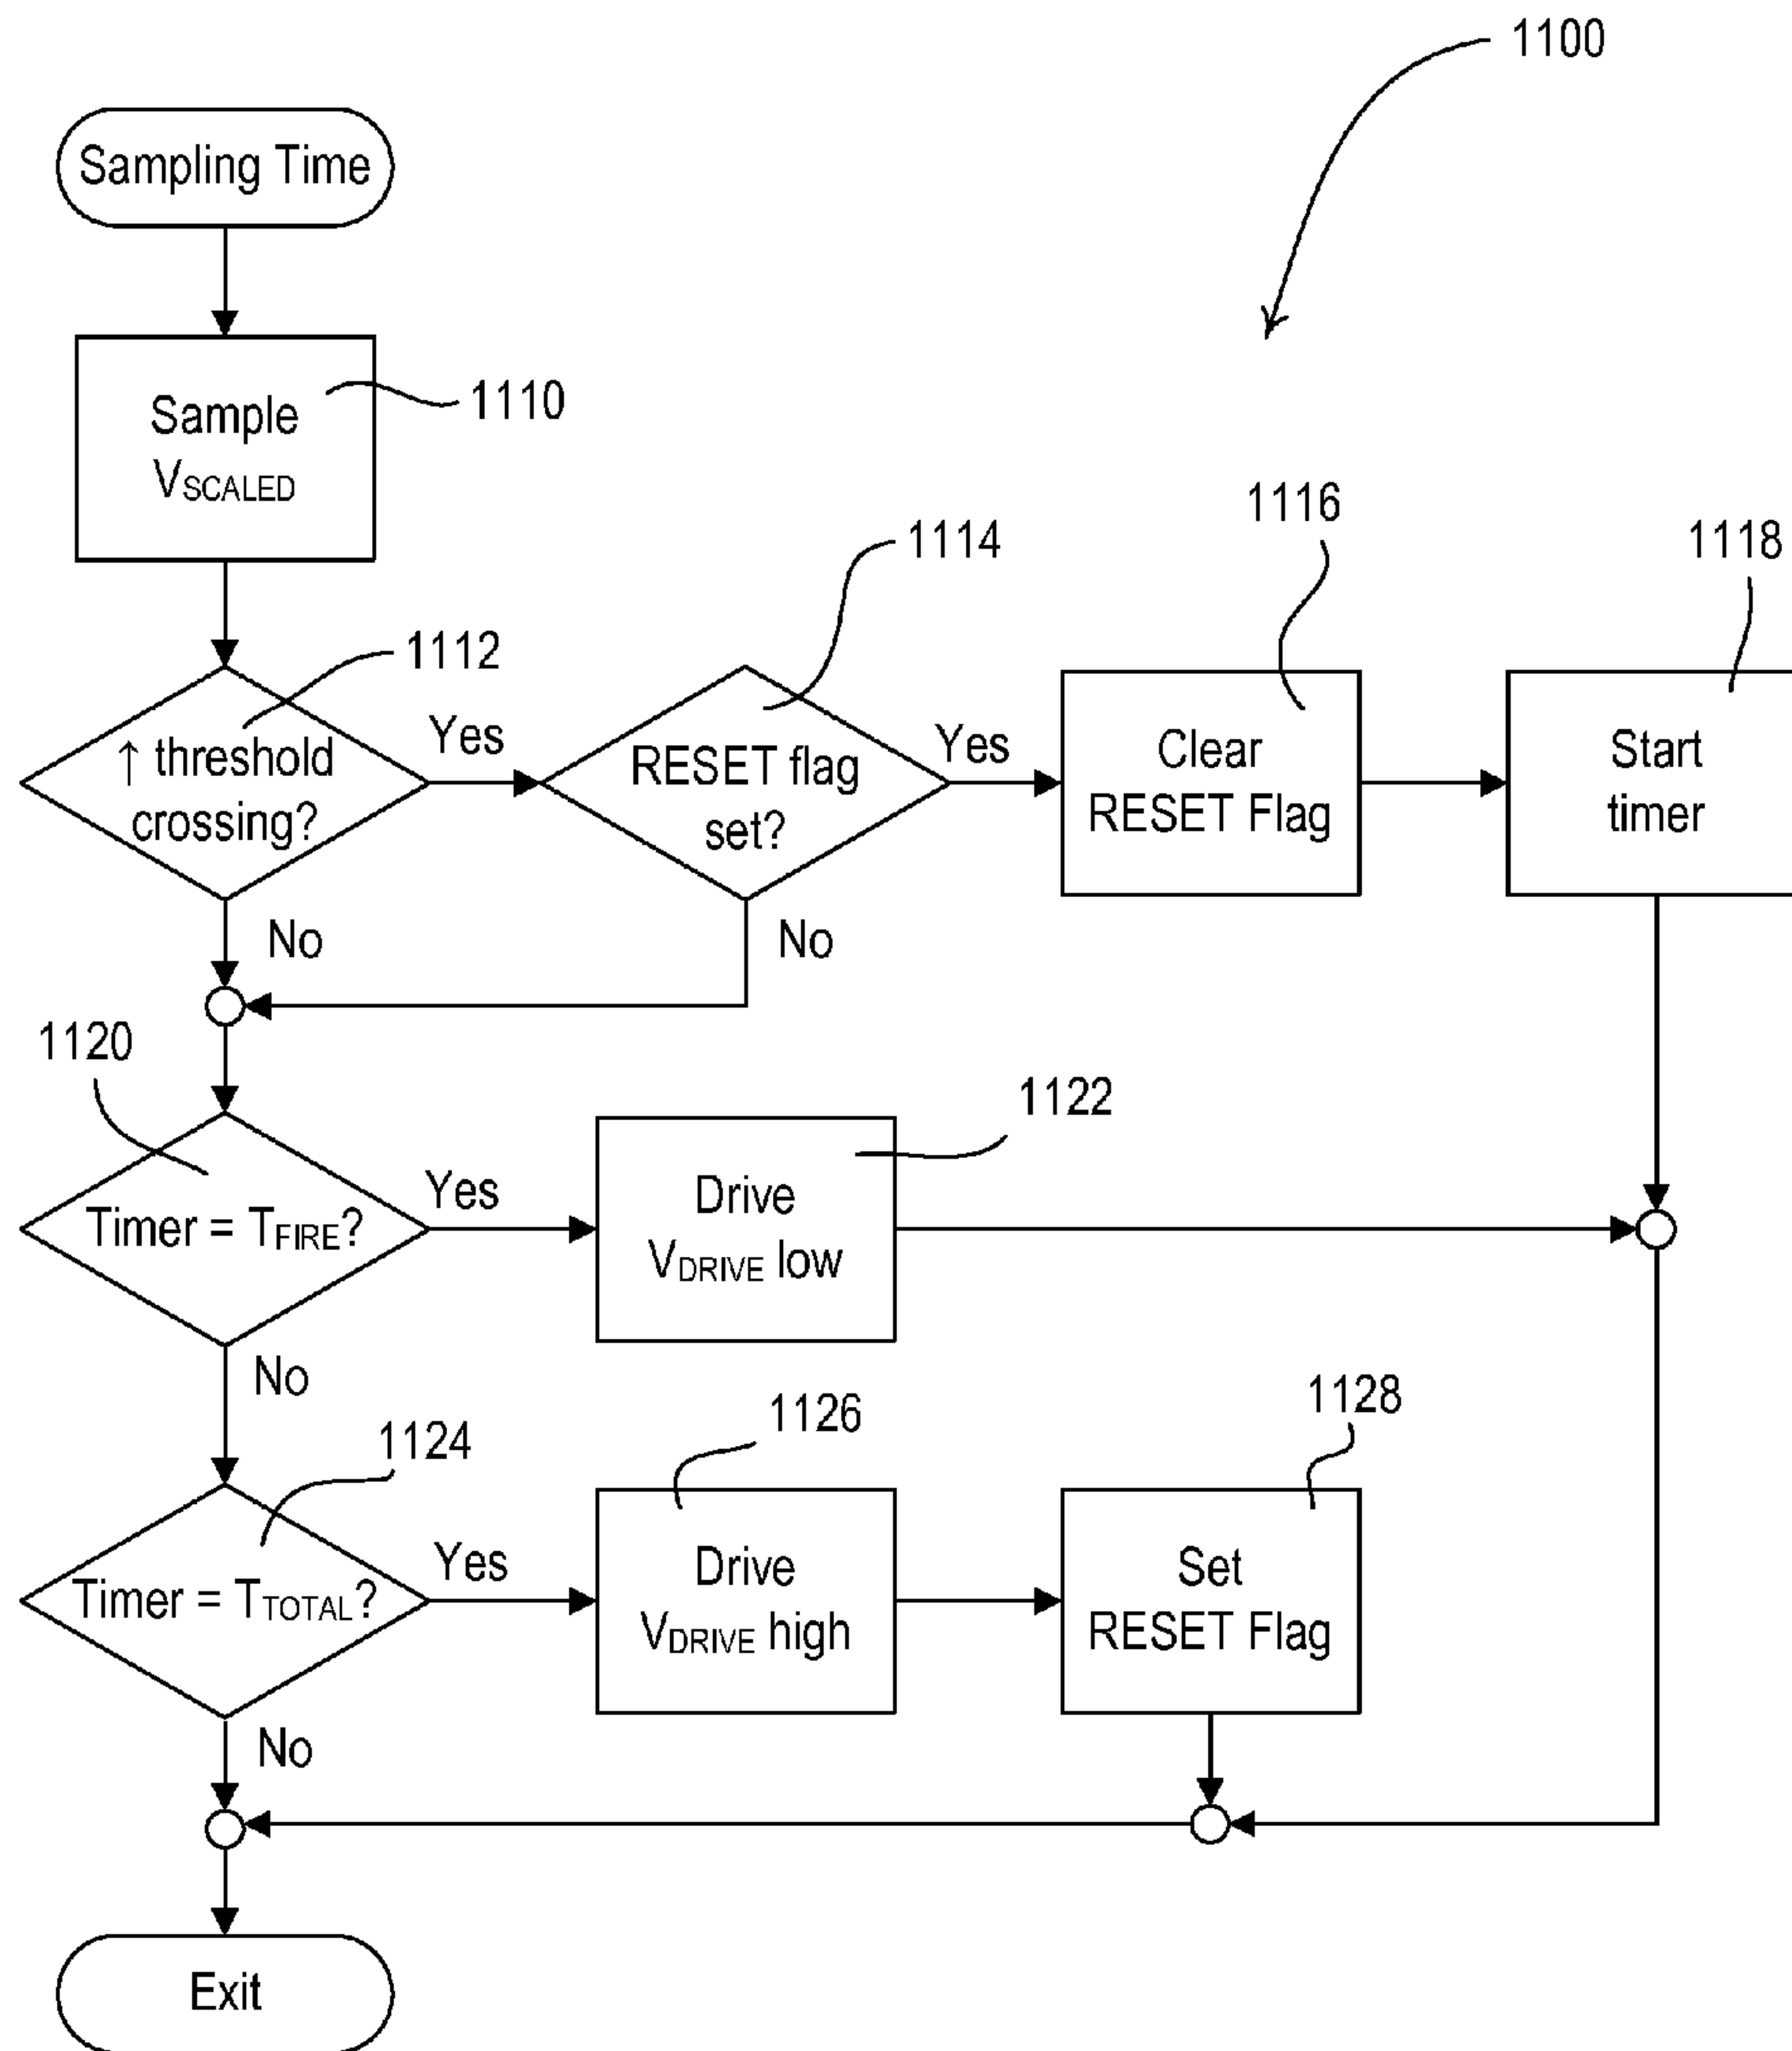 1100
Sampling Time
Sample
VSCALED
1110
1112
↑ threshold
crossing?
Yes
No
1114
RESET flag
set?
Yes
No
1116
Clear
RESET Flag
1118
Start
timer
1120
Timer = TFIRE?
Yes
No
1122
Drive
VDRIVE low
1124
Timer = TTOTAL?
Yes
No
1126
Drive
VDRIVE high
1128
Set
RESET Flag
Exit